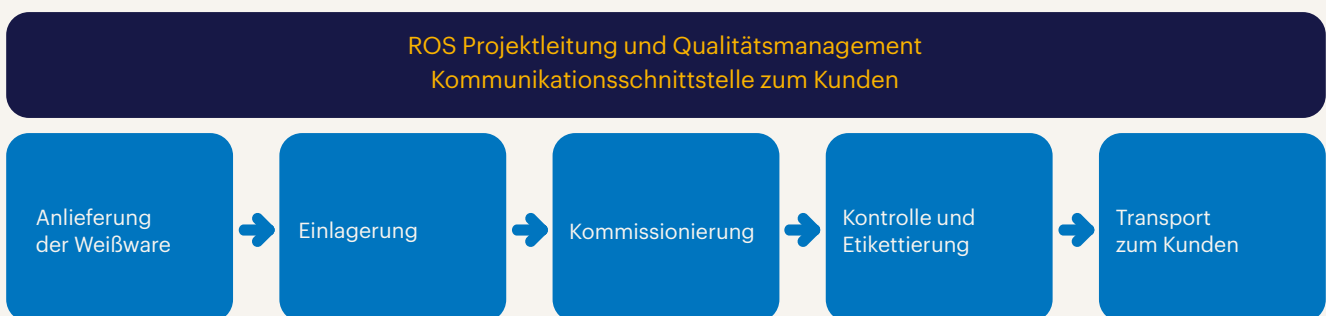 ROS Projektleitung und Qualitätsmanagement
Kommunikationsschnittstelle zum Kunden
Anlieferung
der Weißware
Einlagerung
Kommissionierung
Kontrolle und
Etikettierung
Transport
zum Kunden